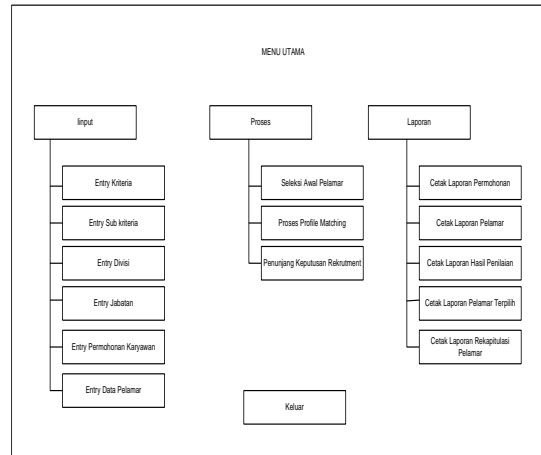 MENU UTAMA
Iinput
Entry Kriteria
Entry Sub kriteria
Entry Divisi
Entry Jabatan
Entry Permohonan Karyawan
Entry Data Pelamar
Proses
Seleksi Awal Pelamar
Proses Profile Matching
Penunjang Keputusan Rekrutment
Keluar
Laporan
Cetak Laporan Permohonan
Cetak Laporan Pelamar
Cetak Laporan Hasil Penilaian
Cetak Laporan Pelamar Terpilih
Cetak Laporan Rekapitulasi
Pelamar